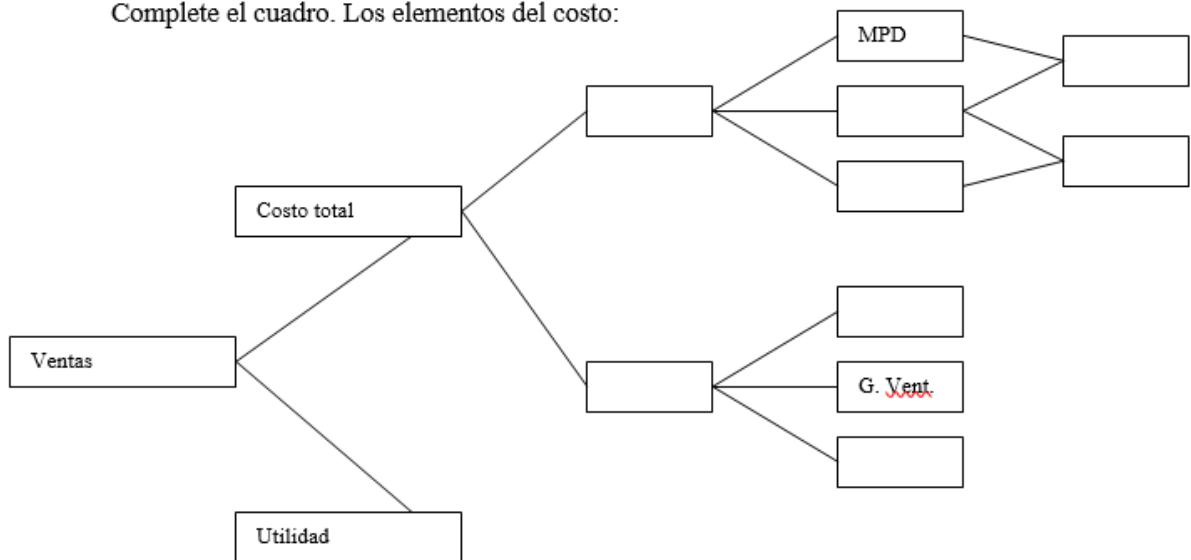 Complete el cuadro. Los elementos del costo:
MPD
Costo total
Ventas
G. Vent.
Utilidad